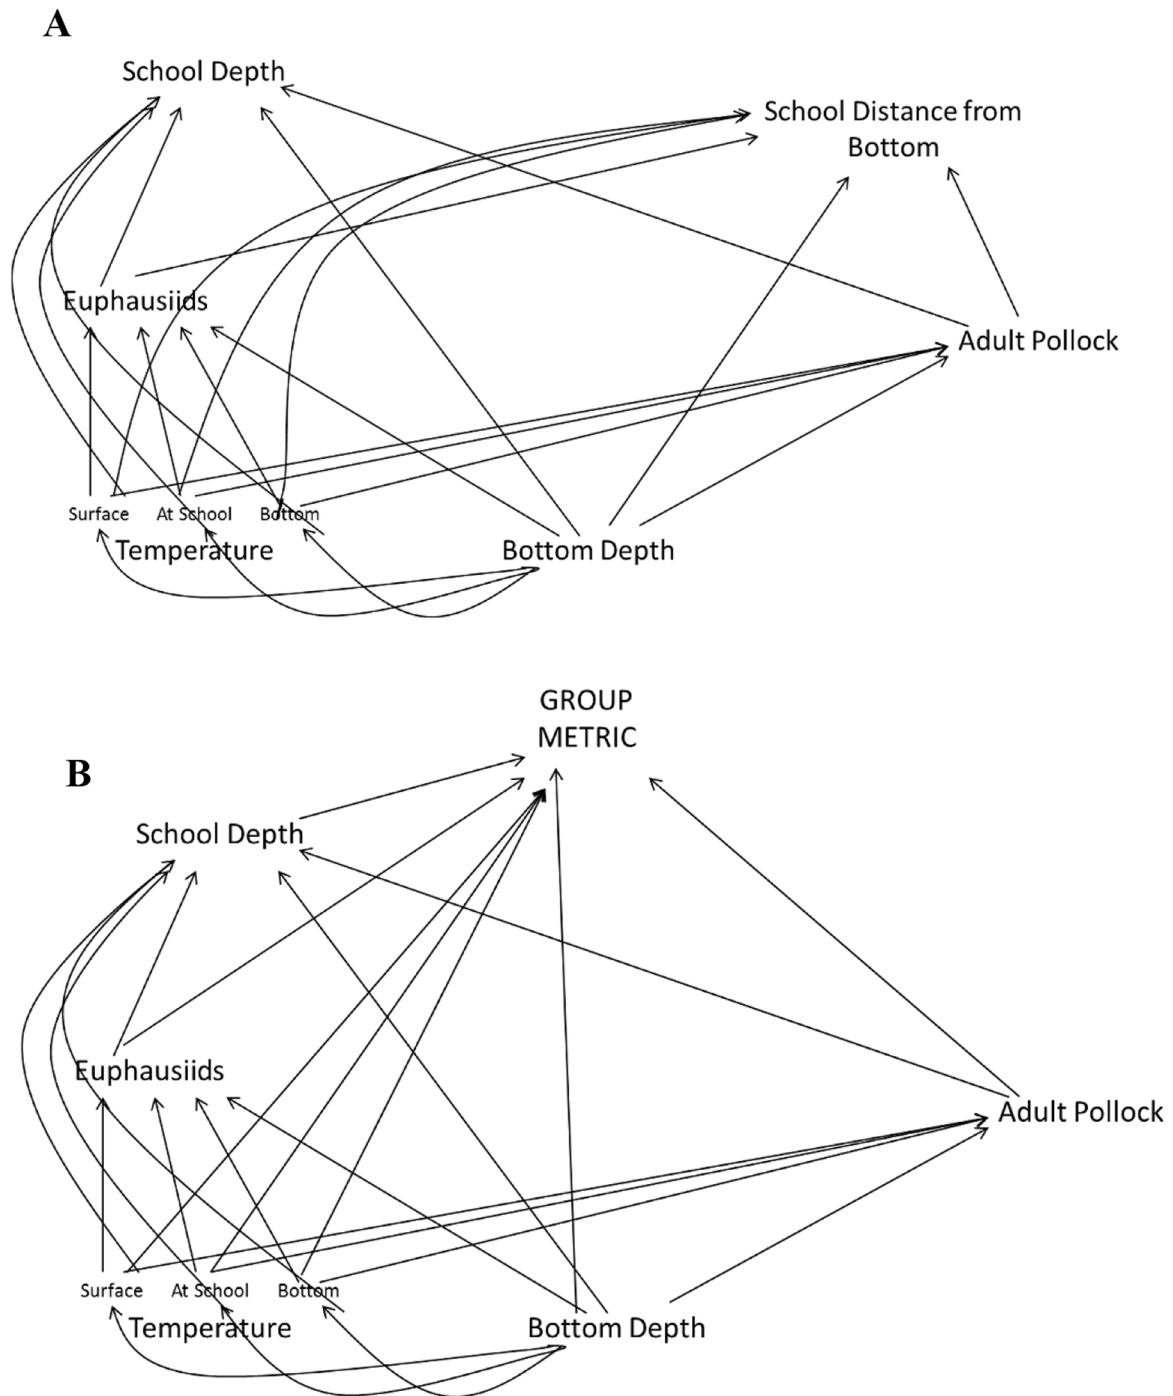 A
School Depth
School Distance from
Bottom
Euphausiids
Adult Pollock
Surface At School Bottom
Temperature
Bottom Depth
GROUP
METRIC
B
School Depth
Euphausiids
Adult Pollock
Surface At School Bottom
Temperature
Bottom Depth